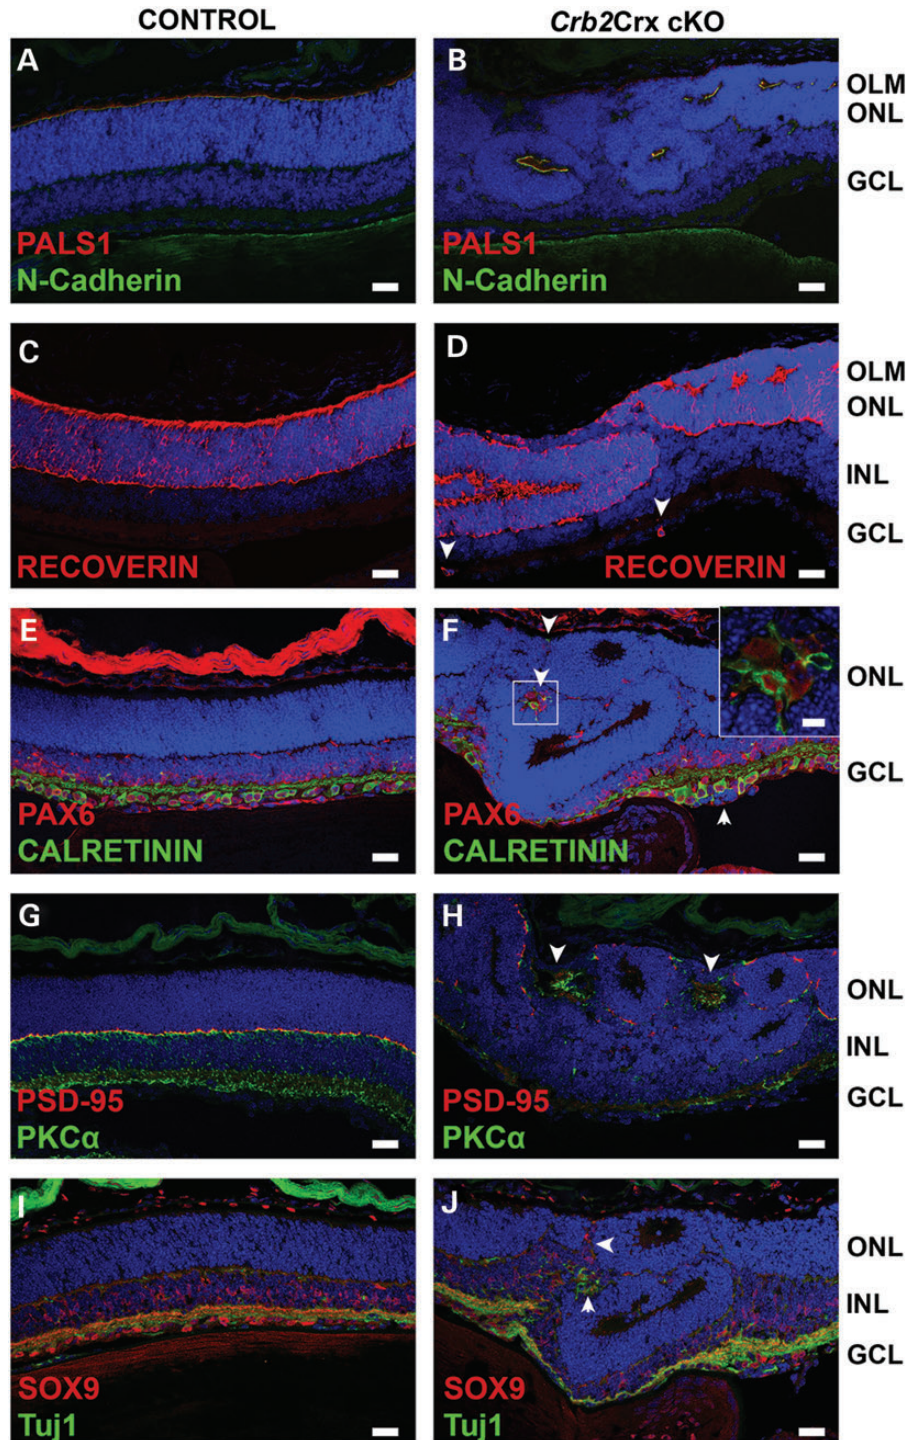 CONTROL
Crb2Crx cKO
A
PALS1
N-Cadherin
B
PALS1
N-Cadherin
OLM
ONL
GCL
C
RECOVERIN
D
RECOVERIN
OLM
ONL
INL
GCL
E
PAX6
CALRETININ
F
PAX6
CALRETININ
ONL
GCL
G
PSD-95
PKCα
H
PSD-95
PKCα
ONL
INL
GCL
I
SOX9
Tuj1
J
SOX9
Tuj1
ONL
INL
GCL